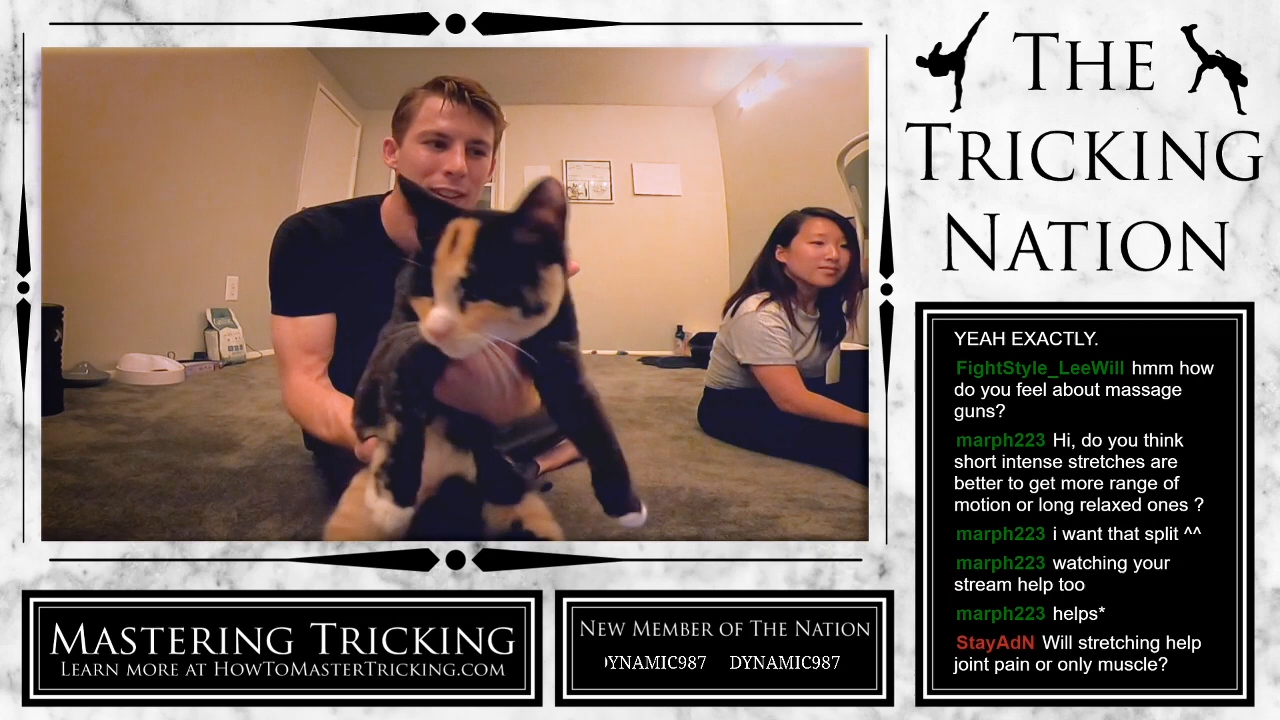 THE
TRICKING
NATION
YEAH EXACTLY.
FightStyle_LeeWill hmm how
do you feel about massage
guns?
marph223 Hi, do you think
short intense stretches are
better to get more range of
motion or long relaxed ones ?
marph223 i want that split ^^
marph223 watching your
stream help too
marph223 helps*
StayAdN Will stretching help
joint pain or only muscle?
MASTERING TRICKING
LEARN MORE AT HOWTOMASTERTRICKING.COM
NEW MEMBER OF THE NATION
YNAMIC987 DYNAMIC987